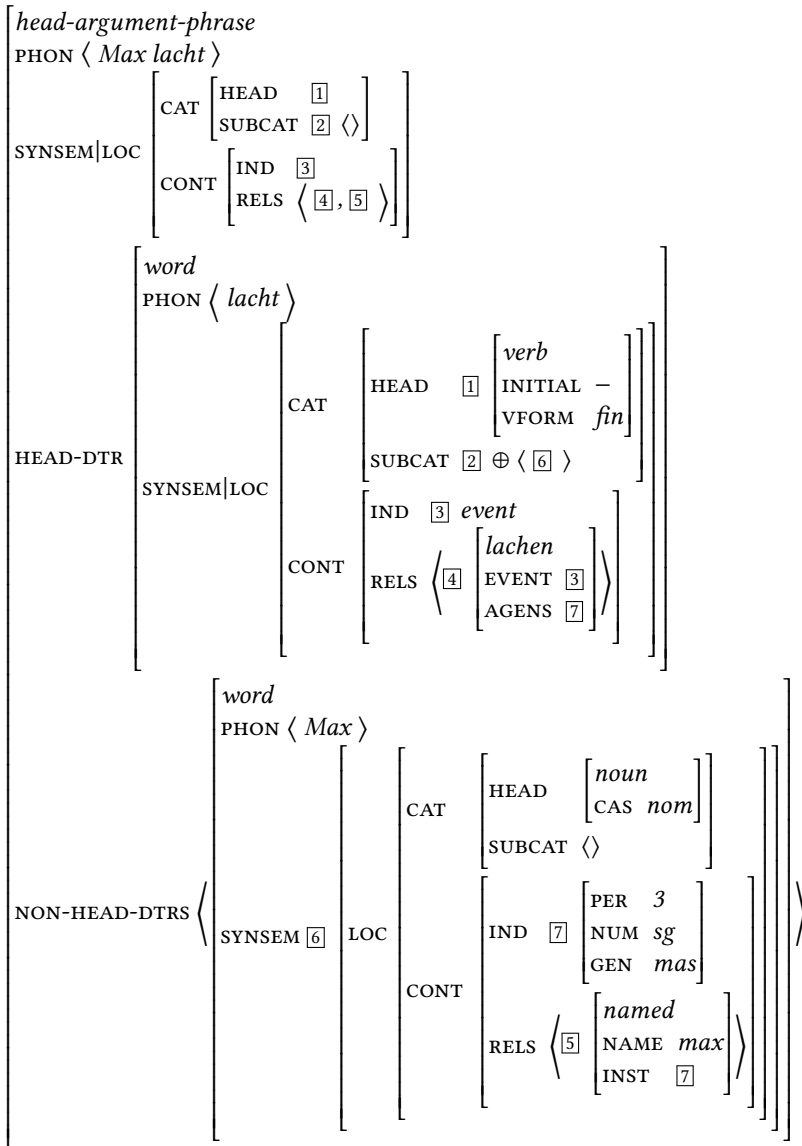 head-argument-phrase
PHON ⟨ Max lacht ⟩
HEAD 1
CAT
SUBCAT 2 ⟨⟩
SYNSEM|LOC
IND 3
CONT
RELS ⟨ 4 , 5 ⟩
word
PHON ⟨ lacht ⟩
verb
HEAD 1 INITIAL –
CAT
VFORM fin
SUBCAT 2 ⊕ ⟨ 6 ⟩
HEAD-DTR
SYNSEM|LOC
IND 3 event
lachen
CONT
RELS ⟨ 4 EVENT 3 ⟩
AGENS 7
word
PHON ⟨ Max ⟩
noun
HEAD
CAS nom
CAT
SUBCAT ⟨⟩
NON-HEAD-DTRS ⟨ SYNSEM 6 LOC ⟩
PER 3
IND 7 NUM sg
GEN mas
CONT
named
RELS ⟨ 5 NAME max ⟩
INST 7